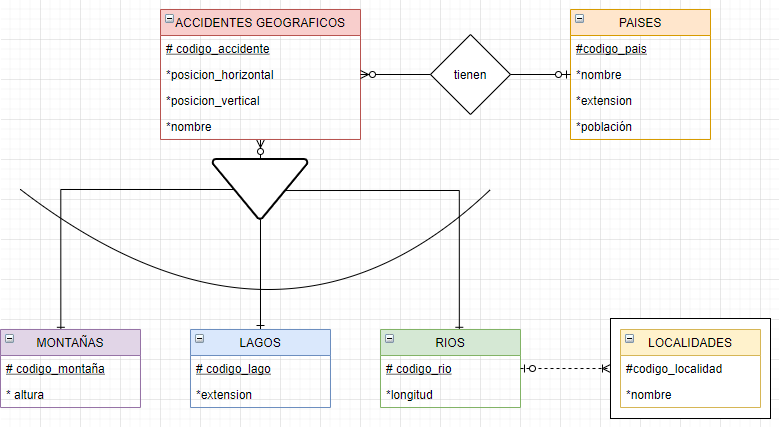 ACCIDENTES GEOGRAFICOS
# codigo_accidente
*posicion_horizontal
*posicion_vertical
*nombre
tienen
PAISES
#codigo_pais
*nombre
*extension
*población
MONTAÑAS
# codigo_montaña
* altura
LAGOS
# codigo_lago
*extension
RIOS
# codigo_rio
*longitud
LOCALIDADES
#codigo_localidad
*nombre